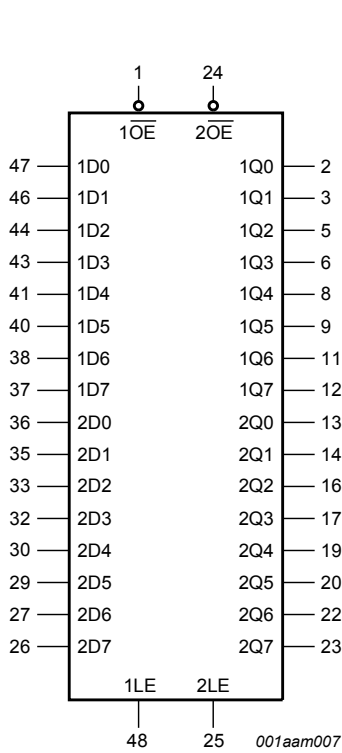 1 24
1OE 2OE
47 1D0 1Q0 2
46 1D1 1Q1 3
44 1D2 1Q2 5
43 1D3 1Q3 6
41 1D4 1Q4 8
40 1D5 1Q5 9
38 1D6 1Q6 11
37 1D7 1Q7 12
36 2D0 2Q0 13
35 2D1 2Q1 14
33 2D2 2Q2 16
32 2D3 2Q3 17
30 2D4 2Q4 19
29 2D5 2Q5 20
27 2D6 2Q6 22
26 2D7 2Q7 23
1LE 2LE
48 25 001aam007